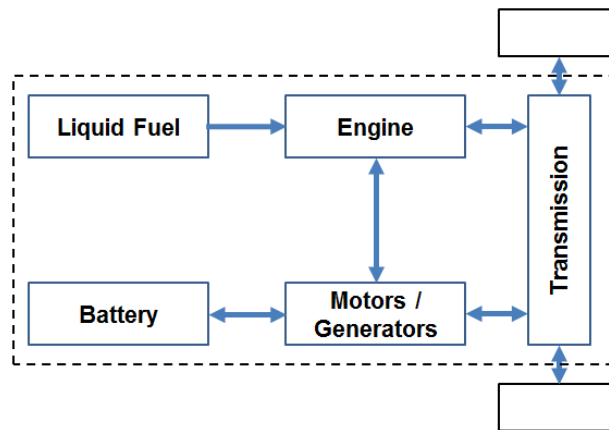 Liquid Fuel
Engine
Transmission
Battery
Motors /
Generators